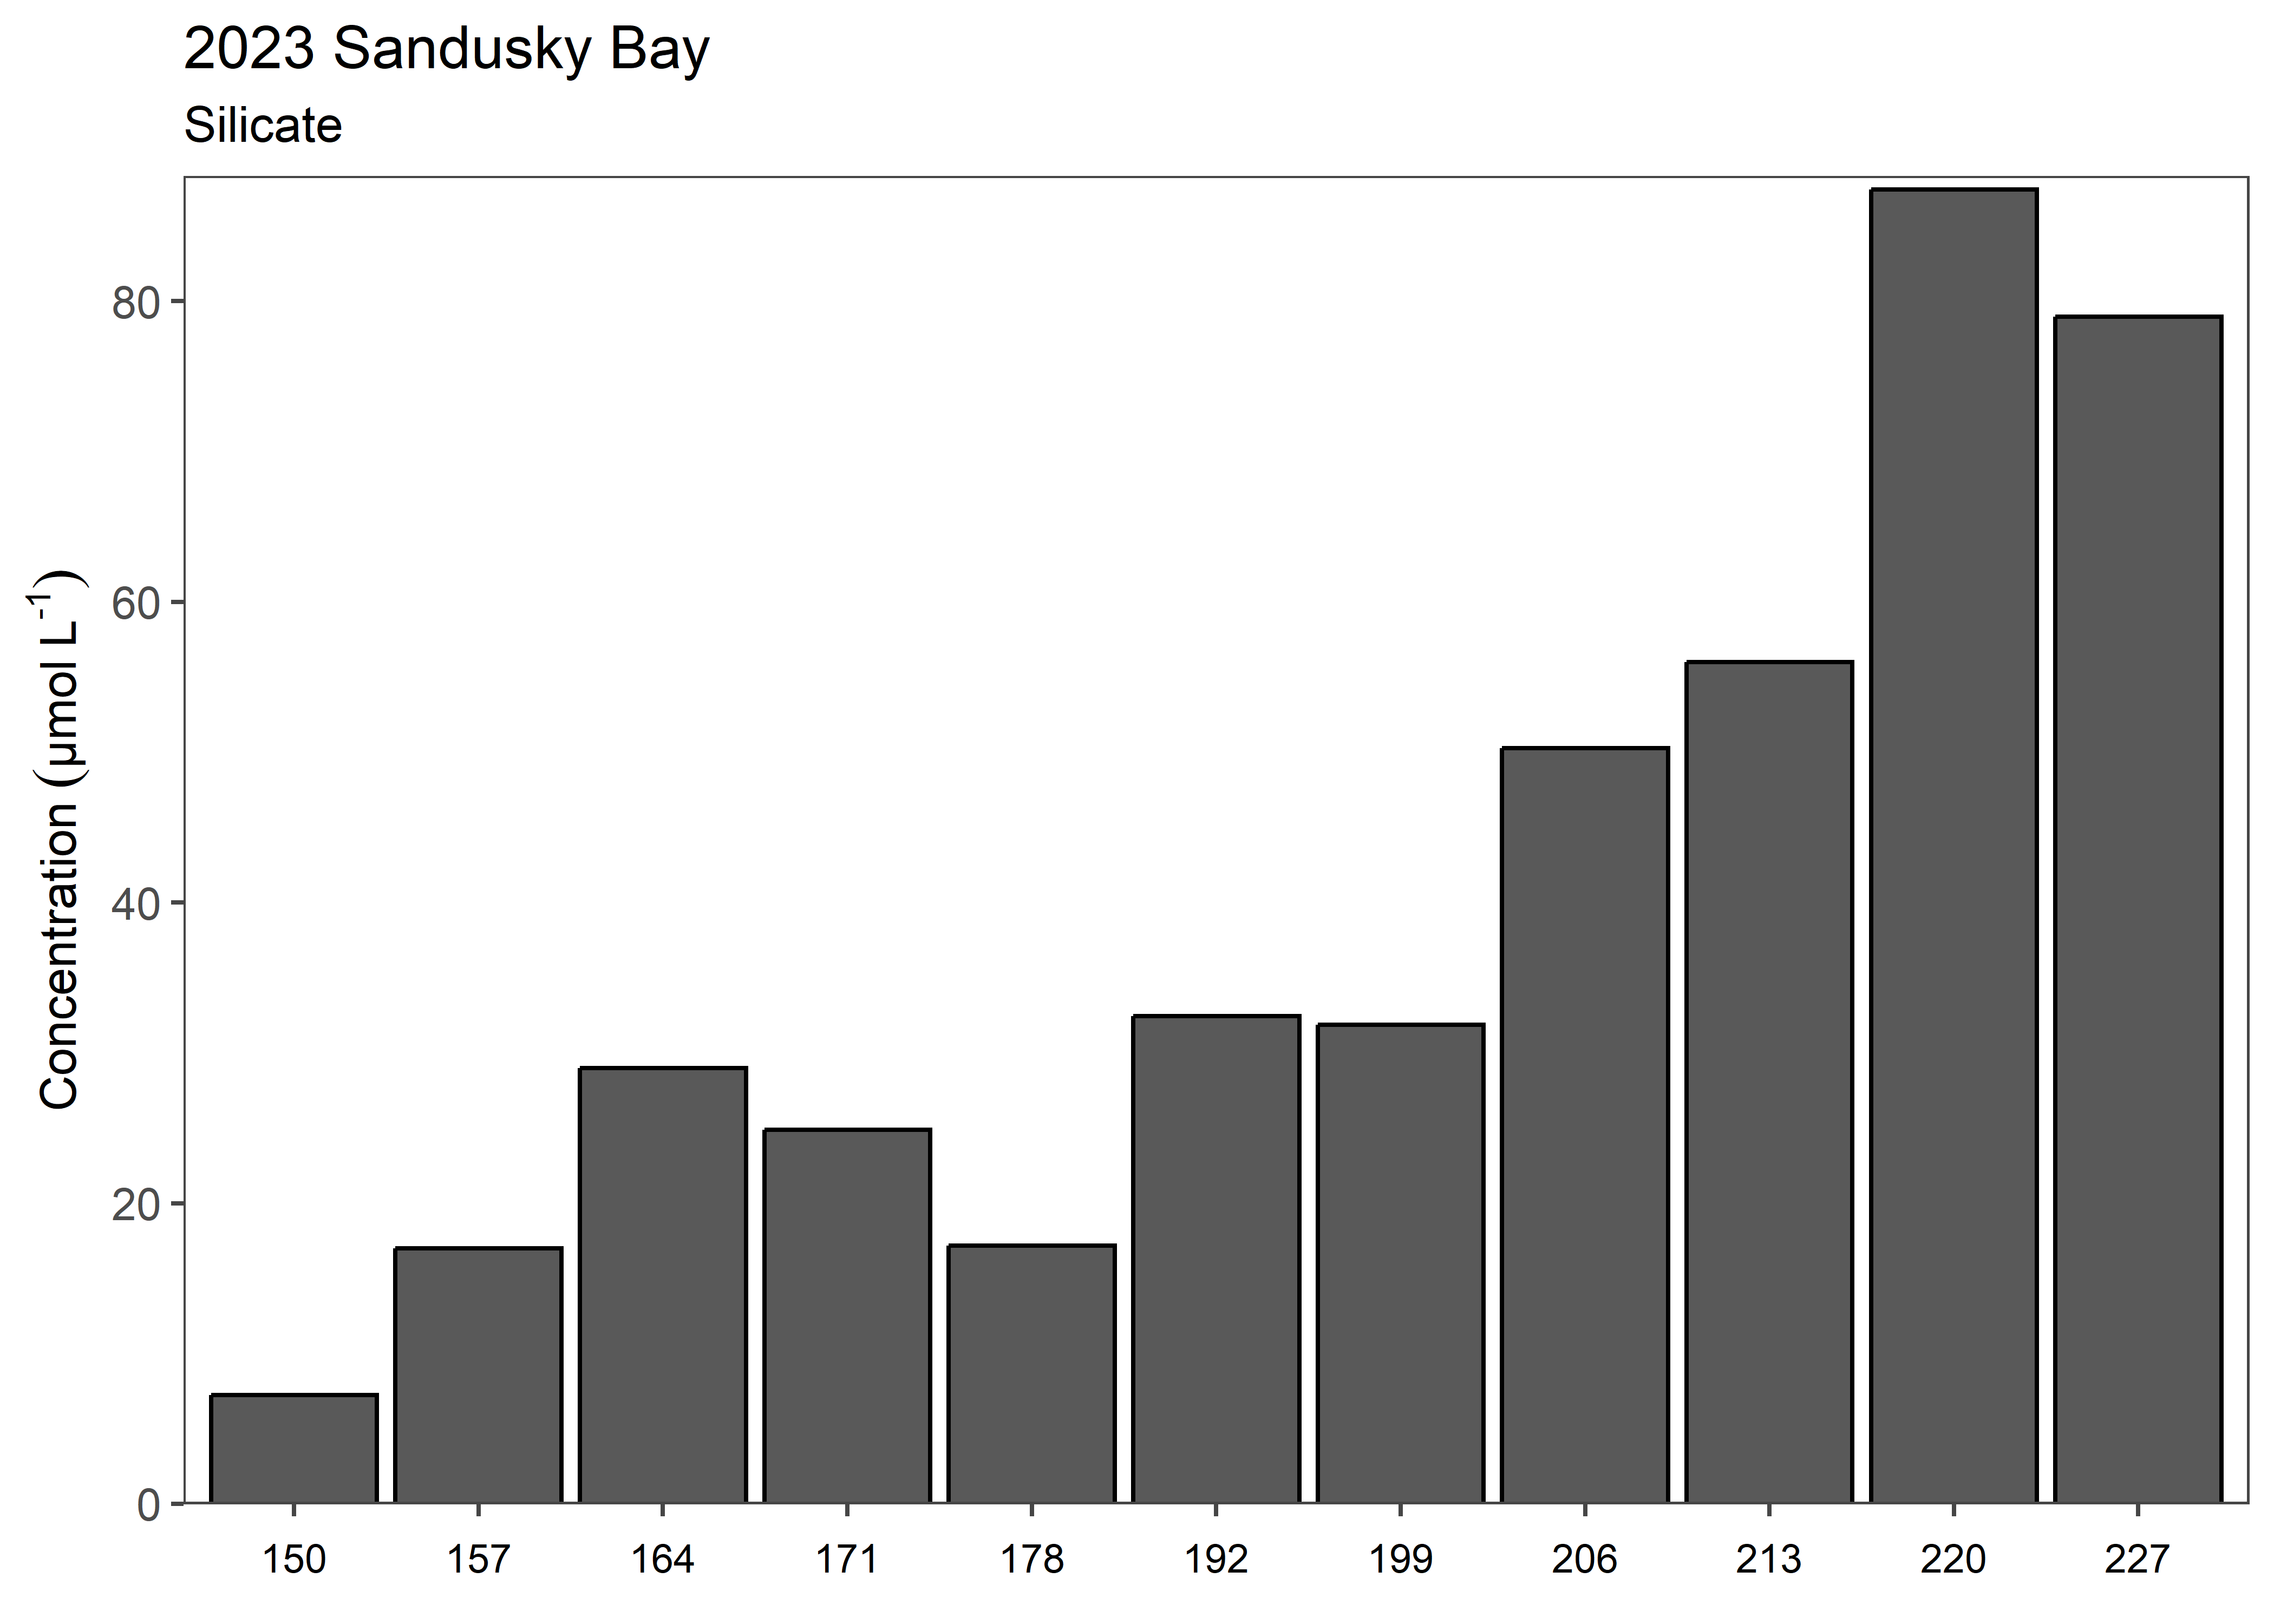 2023 Sandusky Bay
Silicate
Concentration (µmol L⁻¹)
80
60
40
20
0
150 157 164 171 178 192 199 206 213 220 227